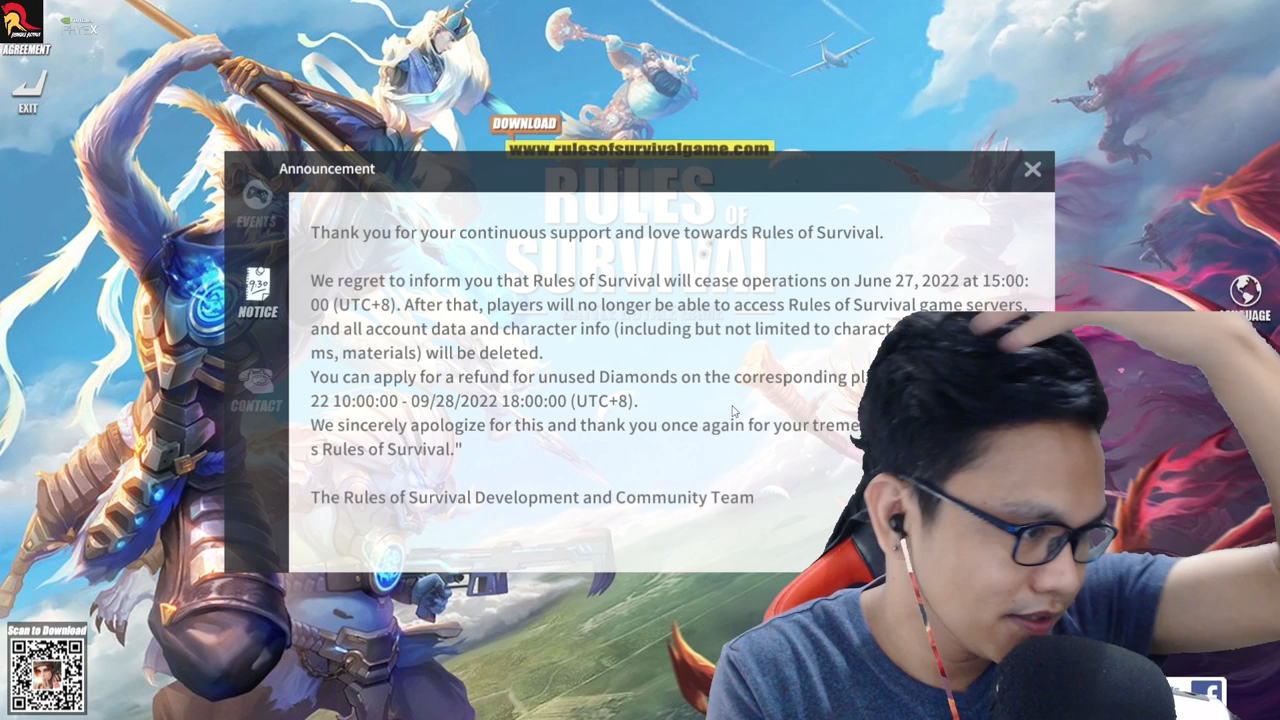 AGREEMENT
EXIT
DOWNLOAD
www.rulesofsurvivalgame.com
Announcement
RULES
OF
SURVIVAL
EVENTS
9.30
NOTICE
CONTACT
Thank you for your continuous support and love towards Rules of Survival.
We regret to inform you that Rules of Survival will cease operations on June 27, 2022 at 15:00:
00 (UTC+8). After that, players will no longer be able to access Rules of Survival game servers,
and all account data and character info (including but not limited to charact
ms, materials) will be deleted.
You can apply for a refund for unused Diamonds on the corresponding pl
22 10:00:00 - 09/28/2022 18:00:00 (UTC+8).
We sincerely apologize for this and thank you once again for your treme
s Rules of Survival."
The Rules of Survival Development and Community Team
LANGUAGE
Scan to Download